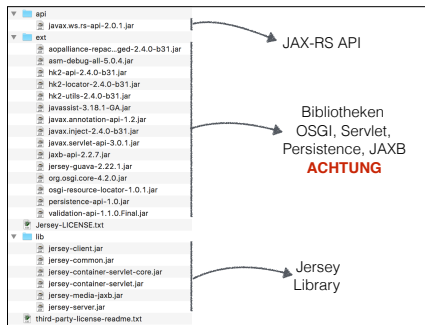 api
javax.ws.rs-api-2.0.1.jar
ext
aopalliance-repac...ged-2.4.0-b31.jar
asm-debug-all-5.0.4.jar
hk2-api-2.4.0-b31.jar
hk2-locator-2.4.0-b31.jar
hk2-utils-2.4.0-b31.jar
javassist-3.18.1-GA.jar
javax.annotation-api-1.2.jar
javax.inject-2.4.0-b31.jar
javax.servlet-api-3.0.1.jar
jaxb-api-2.2.7.jar
jersey-guava-2.22.1.jar
org.osgi.core-4.2.0.jar
osgi-resource-locator-1.0.1.jar
persistence-api-1.0.jar
validation-api-1.1.0.Final.jar
Jersey-LICENSE.txt
lib
jersey-client.jar
jersey-common.jar
jersey-container-servlet-core.jar
jersey-container-servlet.jar
jersey-media-jaxb.jar
jersey-server.jar
third-party-license-readme.txt
JAX-RS API
Bibliotheken
OSGI, Servlet,
Persistence, JAXB
ACHTUNG
Jersey
Library